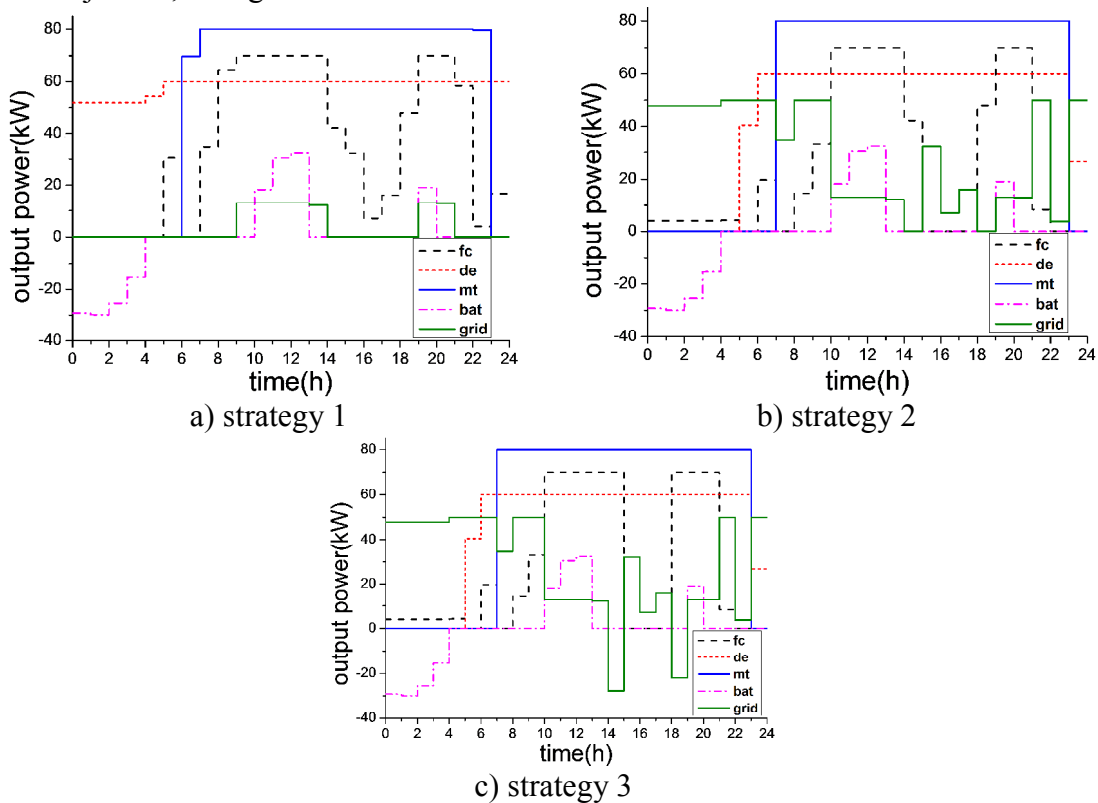 output power(kW)
80
60
40
20
0
-20
-40
fc
de
mt
bat
grid
0 2 4 6 8 10 12 14 16 18 20 22 24
time(h)
a) strategy 1
output power(kW)
80
60
40
20
0
-20
-40
fc
de
mt
bat
grid
0 2 4 6 8 10 12 14 16 18 20 22 24
time(h)
b) strategy 2
output power(kW)
80
60
40
20
0
-20
-40
fc
de
mt
bat
grid
0 2 4 6 8 10 12 14 16 18 20 22 24
time(h)
c) strategy 3